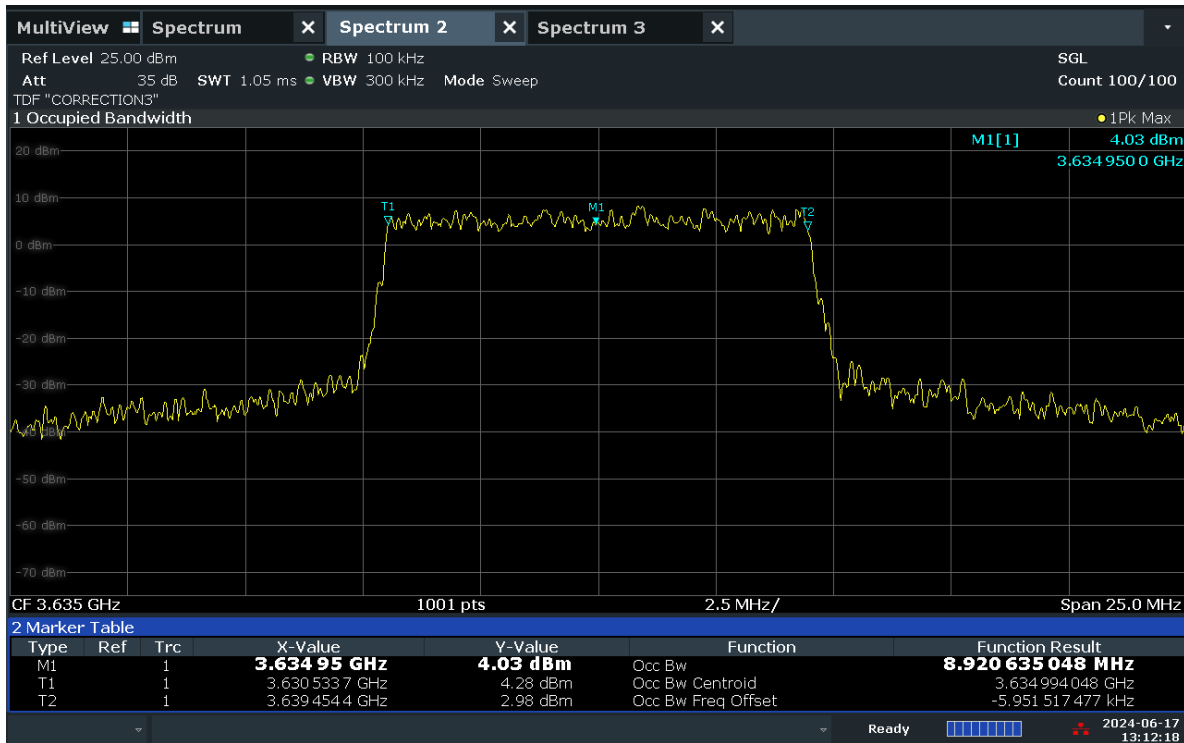 MultiView Spectrum X Spectrum 2 X Spectrum 3 X
Ref Level 25.00 dBm RBW 100 kHz SGL
Att 35 dB SWT 1.05 ms VBW 300 kHz Mode Sweep Count 100/100
TDF "CORRECTION3"
1 Occupied Bandwidth 1Pk Max
M1[1] 4.03 dBm
3.634 950 0 GHz
20 dBm
10 dBm
T1 M1 T2
0 dBm
-10 dBm
-20 dBm
-30 dBm
-40 dBm
-50 dBm
-60 dBm
-70 dBm
CF 3.635 GHz 1001 pts 2.5 MHz/ Span 25.0 MHz
2 Marker Table
Type Ref Trc X-Value Y-Value Function Function Result
M1 1 3.634 95 GHz 4.03 dBm Occ Bw 8.920 635 048 MHz
T1 1 3.630 533 7 GHz 4.28 dBm Occ Bw Centroid 3.634 994 048 GHz
T2 1 3.639 454 4 GHz 2.98 dBm Occ Bw Freq Offset -5.951 517 477 kHz
Ready 2024-06-17
13:12:18